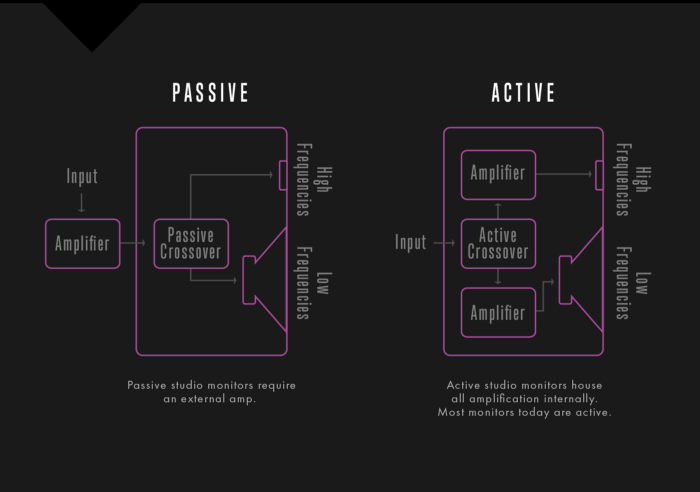 PASSIVE
Input
Amplifier
Passive
Crossover
High
Frequencies
Low
Frequencies
Passive studio monitors require
an external amp.
ACTIVE
Input
Amplifier
Active
Crossover
Amplifier
High
Frequencies
Low
Frequencies
Active studio monitors house
all amplification internally.
Most monitors today are active.